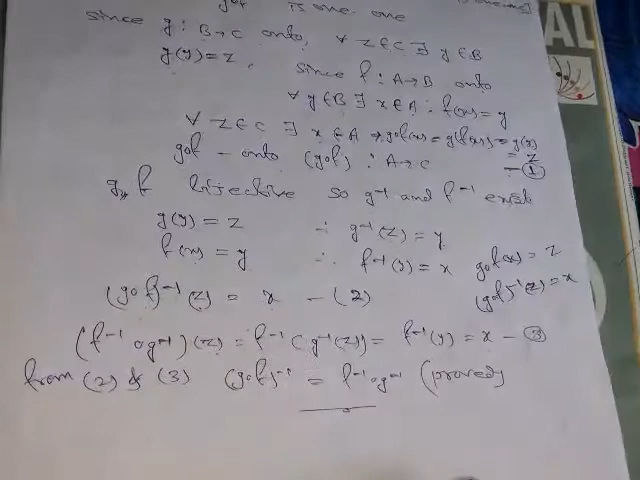 gof is one one
since g : B→C onto, ∀ z∈C ∃ y∈B
g(y) = z. since f : A→B onto
∀ y∈B ∃ x∈A : f(x) = y
∀ z∈C ∃ x∈A → gof(x) = g(f(x)) = g(y) = z
gof – onto (gof) : A→C – ①
g, f bijective so g⁻¹ and f⁻¹ exist
g(y) = z ∴ g⁻¹(z) = y
f(x) = y ∴ f⁻¹(y) = x gof(x) = z
(gof)⁻¹(z) = x – (2) (gof)⁻¹(z) = x
(f⁻¹og⁻¹)(z) = f⁻¹(g⁻¹(z)) = f⁻¹(y) = x – ③
from (2) & (3) (gof)⁻¹ = f⁻¹og⁻¹ (proved)
AL